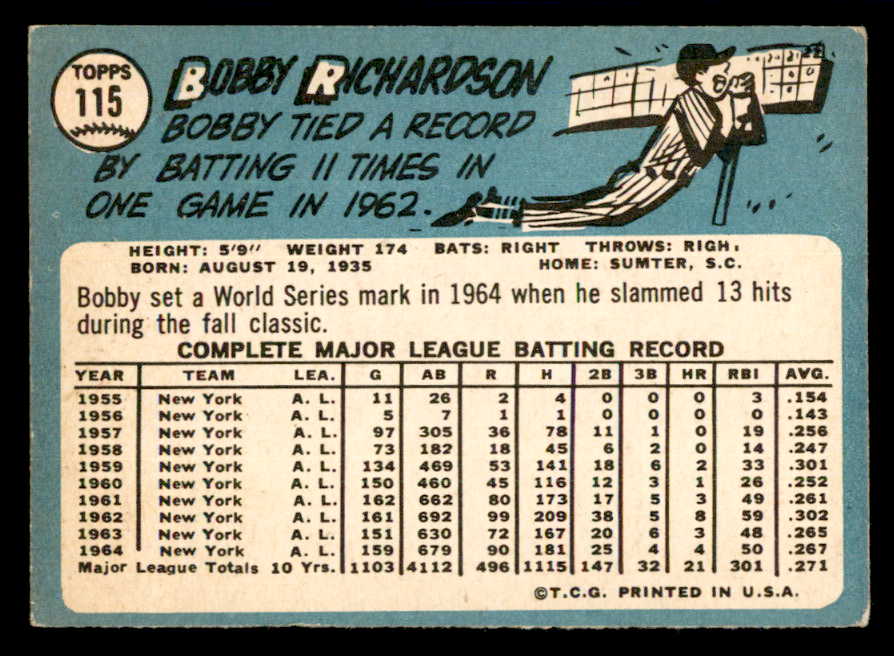 TOPPS
115
BOBBY RICHARDSON
BOBBY TIED A RECORD
BY BATTING 11 TIMES IN
ONE GAME IN 1962.
HEIGHT: 5'9" WEIGHT 174 BATS: RIGHT THROWS: RIGH
BORN: AUGUST 19, 1935 HOME: SUMTER, S.C.
Bobby set a World Series mark in 1964 when he slammed 13 hits
during the fall classic.
COMPLETE MAJOR LEAGUE BATTING RECORD
YEAR TEAM LEA. G AB R H 2B 3B HR RBI AVG.
1955 New York A. L. 11 26 2 4 0 0 0 3 .154
1956 New York A. L. 5 7 1 1 0 0 0 0 .143
1957 New York A. L. 97 305 36 78 11 1 0 19 .256
1958 New York A. L. 73 182 18 45 6 2 0 14 .247
1959 New York A. L. 134 469 53 141 18 6 2 33 .301
1960 New York A. L. 150 460 45 116 12 3 1 26 .252
1961 New York A. L. 162 662 80 173 17 5 3 49 .261
1962 New York A. L. 161 692 99 209 38 5 8 59 .302
1963 New York A. L. 151 630 72 167 20 6 3 48 .265
1964 New York A. L. 159 679 90 181 25 4 4 50 .267
Major League Totals 10 Yrs. 1103 4112 496 1115 147 32 21 301 .271
©T.C.G. PRINTED IN U.S.A.